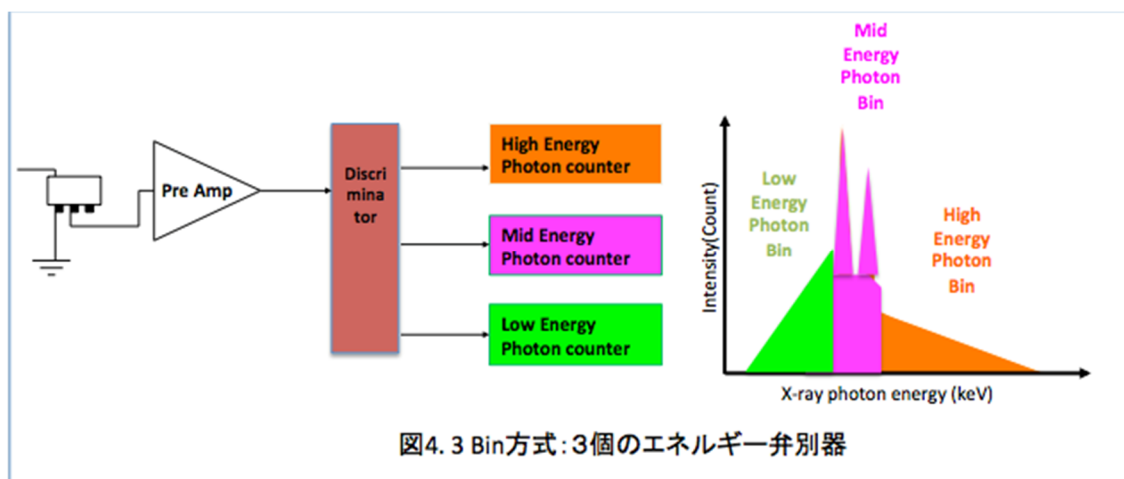 Pre Amp
Discri
mina
tor
High Energy
Photon counter
Mid Energy
Photon counter
Low Energy
Photon counter
Intensity(Count)
Low
Energy
Photon
Bin
Mid
Energy
Photon
Bin
High
Energy
Photon
Bin
X-ray photon energy (keV)
図4. 3 Bin方式：３個のエネルギー弁別器